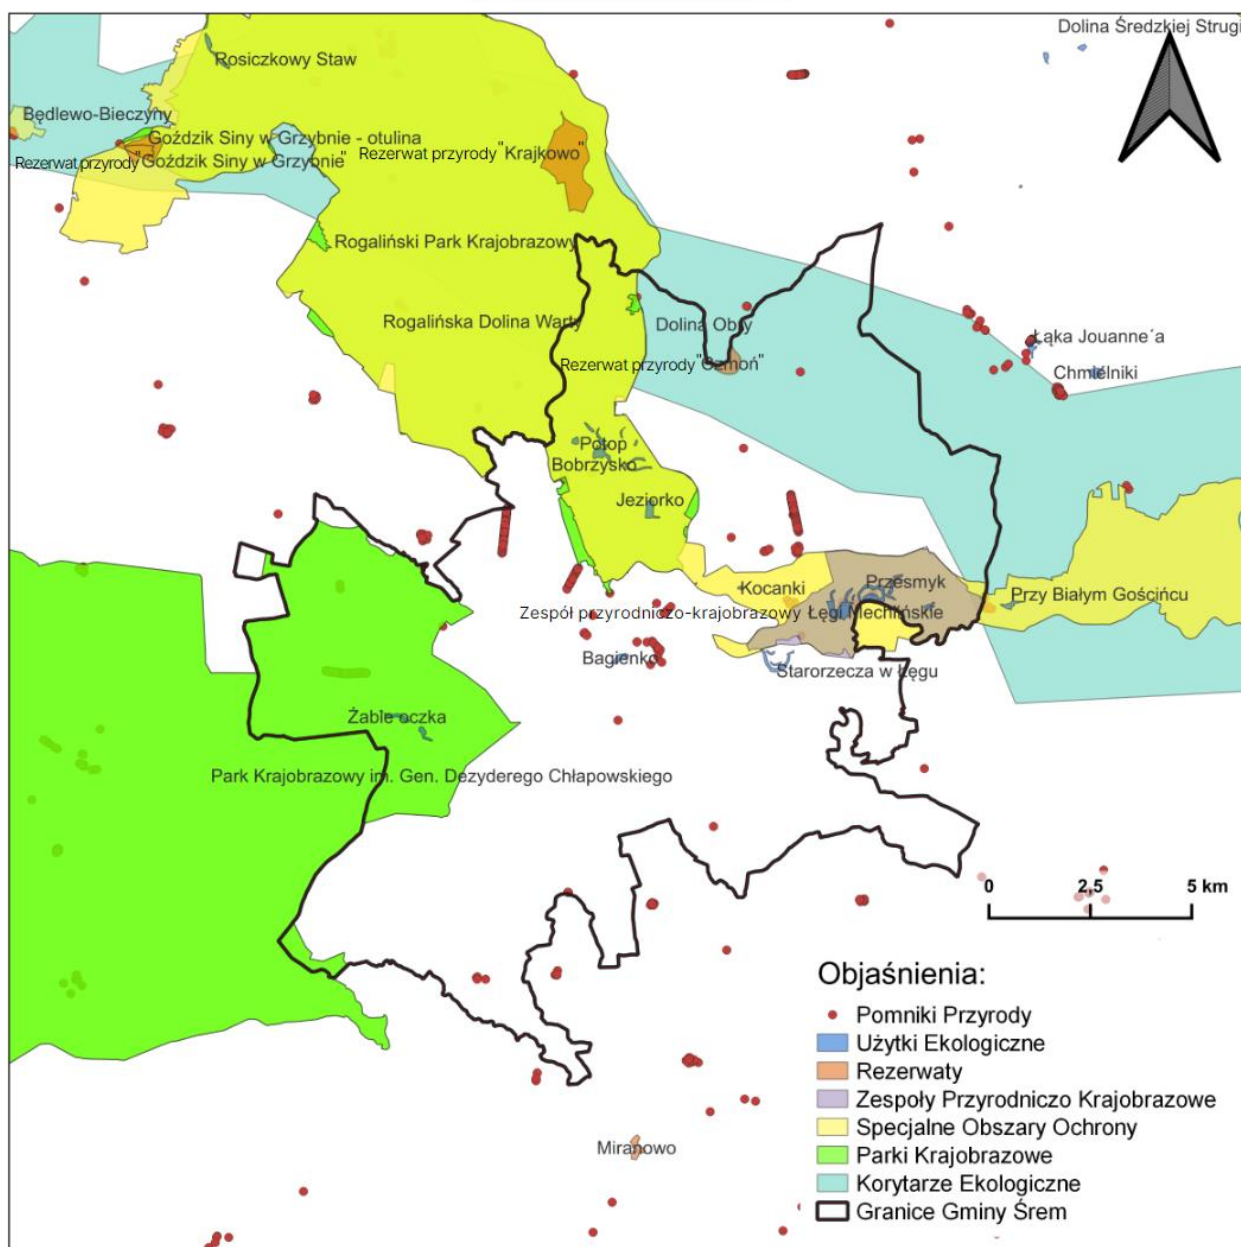 Dolina Średzkiej Strugi
Rosiczkowy Staw
Będlewo-Bieczyny
Goździk Siny w Grzybnie - otulina
Rezerwat przyrody "Goździk Siny w Grzybnie"
Rezerwat przyrody "Krajkowo"
Rogaliński Park Krajobrazowy
Rogalińska Dolina Warty
Dolina Obry
Łąka Jouanne´a
Rezerwat przyrody "Czmoń"
Chmielniki
Potop
Bobrzysko
Jeziorko
Kocanki
Przesmyk
Przy Białym Gościńcu
Zespół przyrodniczo-krajobrazowy Łęgi Mechlińskie
Bagienko
Starorzecza w Łęgu
Żabie oczka
Park Krajobrazowy im. Gen. Dezyderego Chłapowskiego
0 2,5 5 km
Objaśnienia:
Pomniki Przyrody
Użytki Ekologiczne
Rezerwaty
Zespoły Przyrodniczo Krajobrazowe
Specjalne Obszary Ochrony
Parki Krajobrazowe
Korytarze Ekologiczne
Granice Gminy Śrem
Miranowo